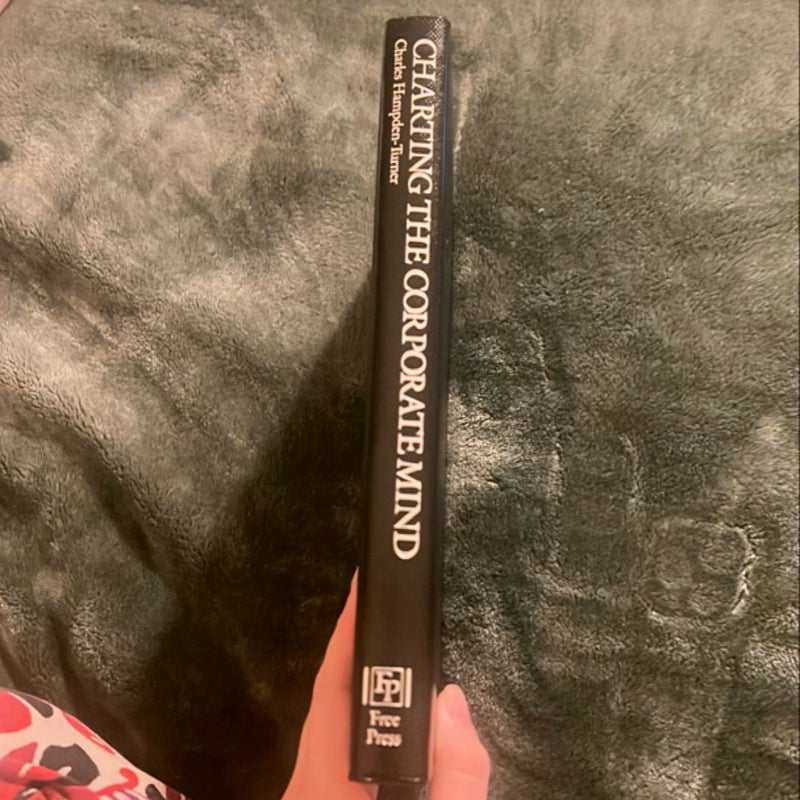 CHARTING THE CORPORATE MIND
Charles Hampden-Turner
FP
Free
Press